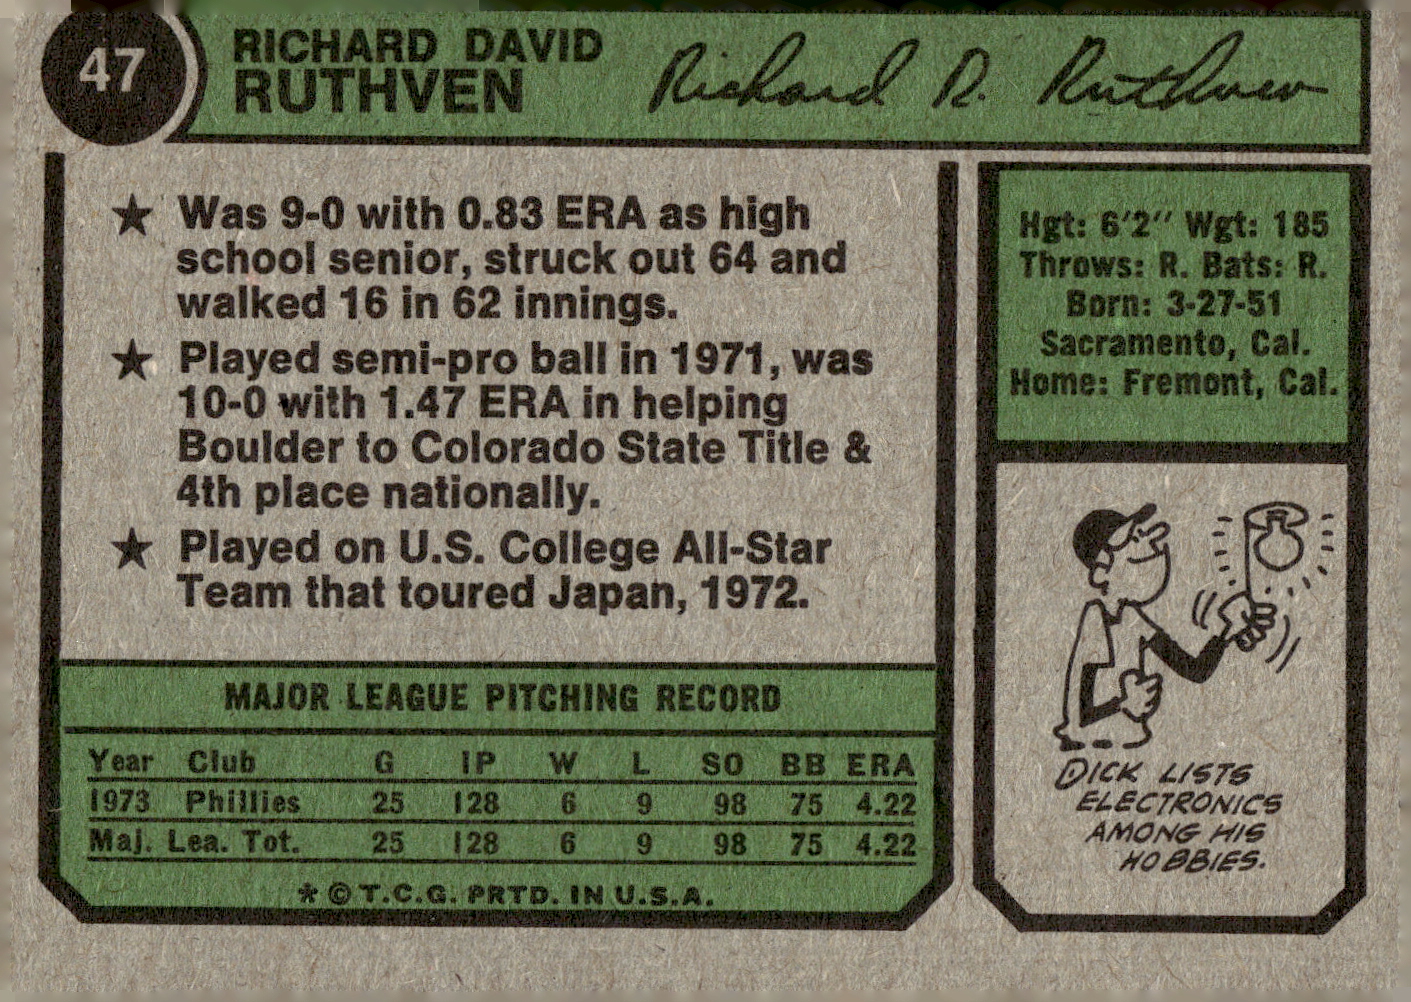 47
RICHARD DAVID
RUTHVEN
Richard D. Ruthven
★ Was 9-0 with 0.83 ERA as high
school senior, struck out 64 and
walked 16 in 62 innings.
★ Played semi-pro ball in 1971, was
10-0 with 1.47 ERA in helping
Boulder to Colorado State Title &
4th place nationally.
★ Played on U.S. College All-Star
Team that toured Japan, 1972.
Hgt: 6'2" Wgt: 185
Throws: R. Bats: R.
Born: 3-27-51
Sacramento, Cal.
Home: Fremont, Cal.
DICK LISTS
ELECTRONICS
AMONG HIS
HOBBIES.
MAJOR LEAGUE PITCHING RECORD
Year Club G IP W L SO BB ERA
1973 Phillies 25 128 6 9 98 75 4.22
Maj. Lea. Tot. 25 128 6 9 98 75 4.22
* © T.C.G. PRTD. IN U.S.A.